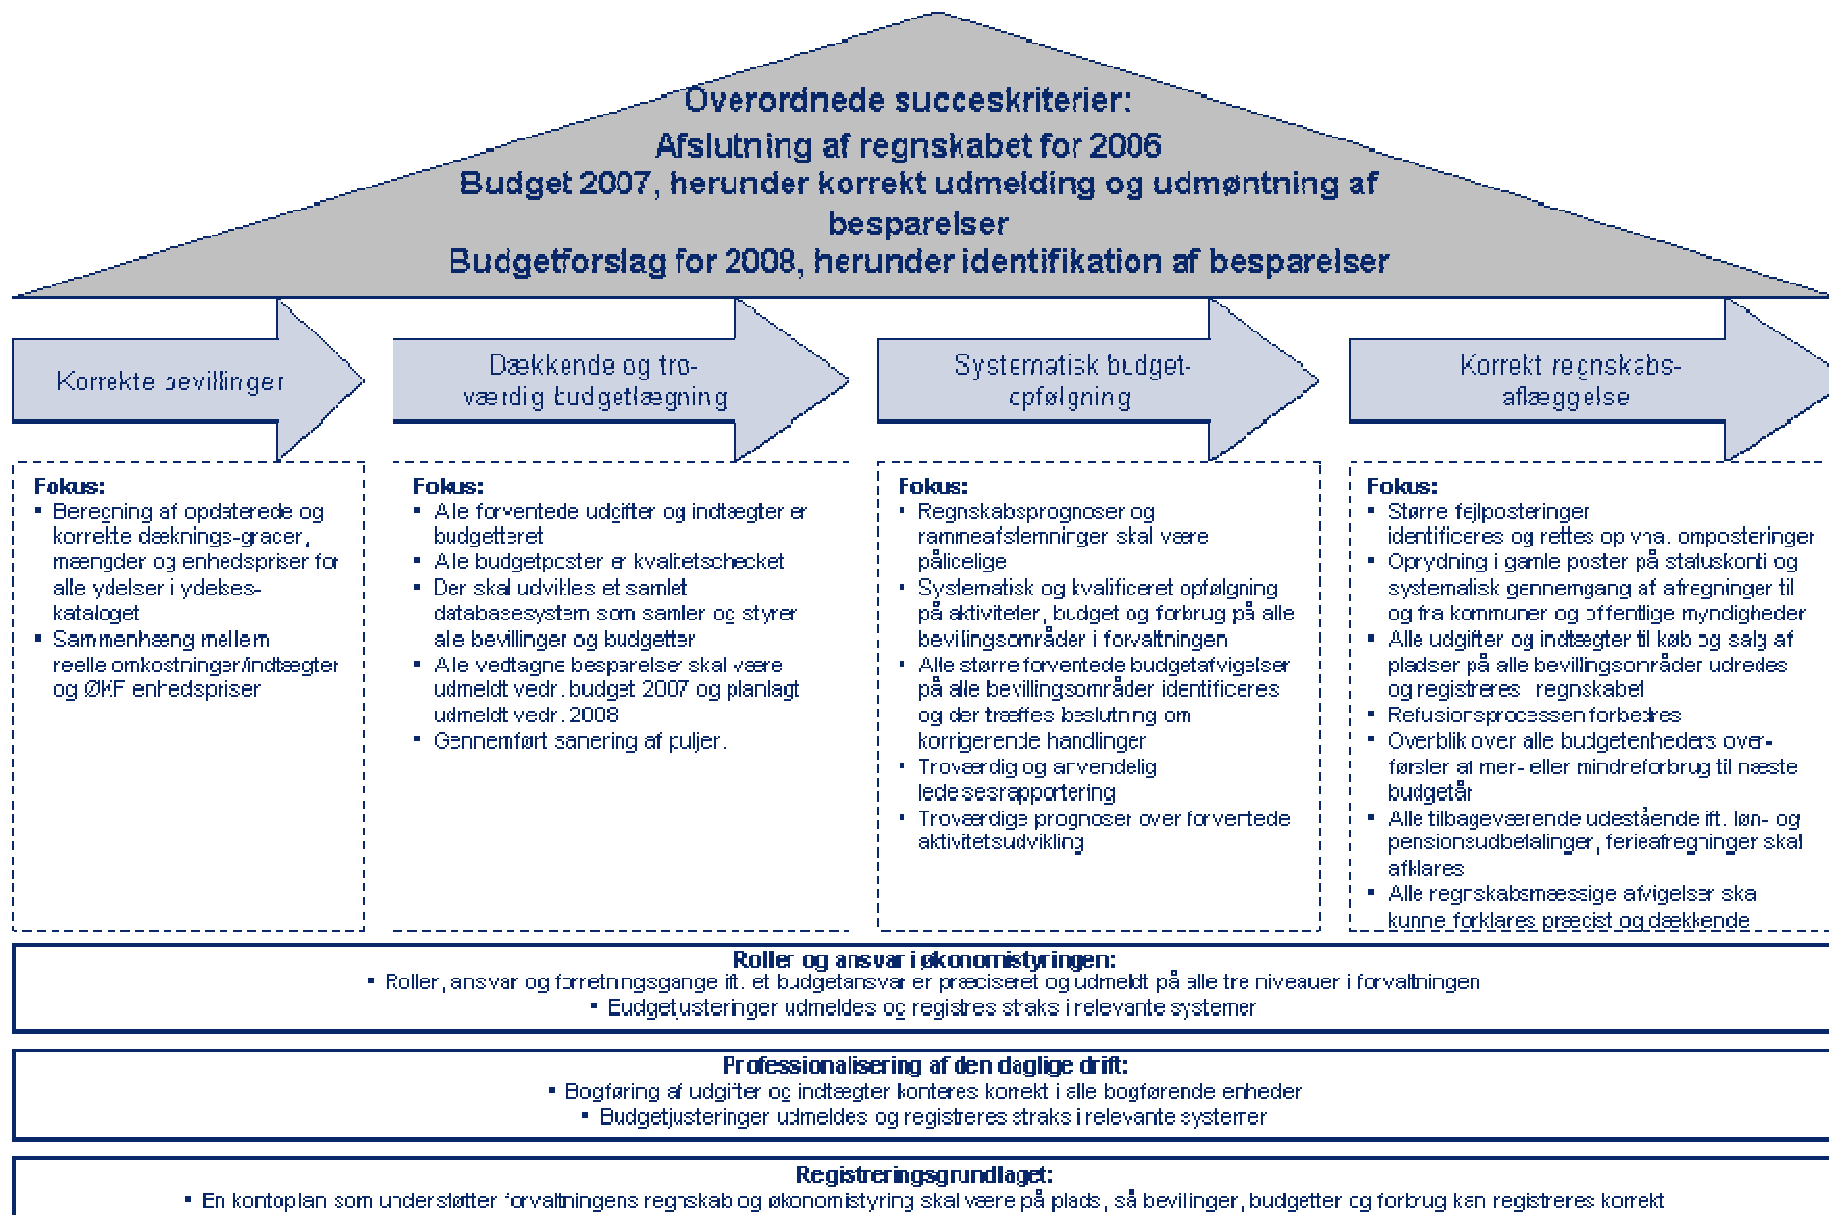 Overordnede succeskriterier:
Afslutning af regnskabet for 2006
Budget 2007, herunder korrekt udmelding og udmøntning af
besparelser
Budgetforslag for 2008, herunder identifikation af besparelser
Korrekte bevillinger
Dækkende og tro-
værdig budgetlægning
Systematisk budget-
opfølgning
Korrekt regnskabs-
aflæggelse
Fokus:
▪ Beregning af opdaterede og
korrekte dæknings-grader,
mængder og enhedspriser for
alle ydelser i ydelses-
kataloget
▪ Sammenhæng mellem
reelle omkostninger/indtægter
og ØKF enhedspriser
Fokus:
▪ Alle forventede udgifter og indtægter er
budgetteret
▪ Alle budgetposter er kvalitetschecket
▪ Der skal udvikles et samlet
databasesystem som samler og styrer
alle bevillinger og budgetter
▪ Alle vedtagne besparelser skal være
udmeldt vedr. budget 2007 og planlagt
udmeldt vedr. 2008
▪ Gennemført sanering af puljer.
Fokus:
▪ Regnskabsprognoser og
rammeafstemninger skal være
pålidelige
▪ Systematisk og kvalificeret opfølgning
på aktiviteter, budget og forbrug på alle
bevillingsområder i forvaltningen
▪ Alle større forventede budgetafvigelser
på alle bevillingsområder identificeres
og der træffes beslutning om
korrigerende handlinger
▪ Troværdig og anvendelig
ledelsesrapportering
▪ Troværdige prognoser over forventede
aktivitetsudvikling
Fokus:
▪ Større fejlposteringer
identificeres og rettes op vha. omposteringer
▪ Oprydning i gamle poster på statuskonti og
systematisk gennemgang af afregninger til
og fra kommuner og offentlige myndigheder
▪ Alle udgifter og indtægter til køb og salg af
pladser på alle bevillingsområder udredes
og registreres i regnskabet
▪ Refusionsprocessen forbedres
▪ Overblik over alle budgetenheders over-
førsler af mer- eller mindreforbrug til næste
budgetår
▪ Alle tilbageværende udestående ift. løn- og
pensionsudbetalinger, ferieafregninger skal
afklares
▪ Alle regnskabsmæssige afvigelser skal
kunne forklares præcist og dækkende
Roller og ansvar i økonomistyringen:
▪ Roller, ansvar og forretningsgange ift. et budgetansvar er præciseret og udmeldt på alle tre niveauer i forvaltningen
▪ Budgetjusteringer udmeldes og registres straks i relevante systemer
Professionalisering af den daglige drift:
▪ Bogføring af udgifter og indtægter konteres korrekt i alle bogførende enheder
▪ Budgetjusteringer udmeldes og registreres straks i relevante systemer
Registreringsgrundlaget:
▪ En kontoplan som understøtter forvaltningens regnskab og økonomistyring skal være på plads, så bevillinger, budgetter og forbrug kan registreres korrekt